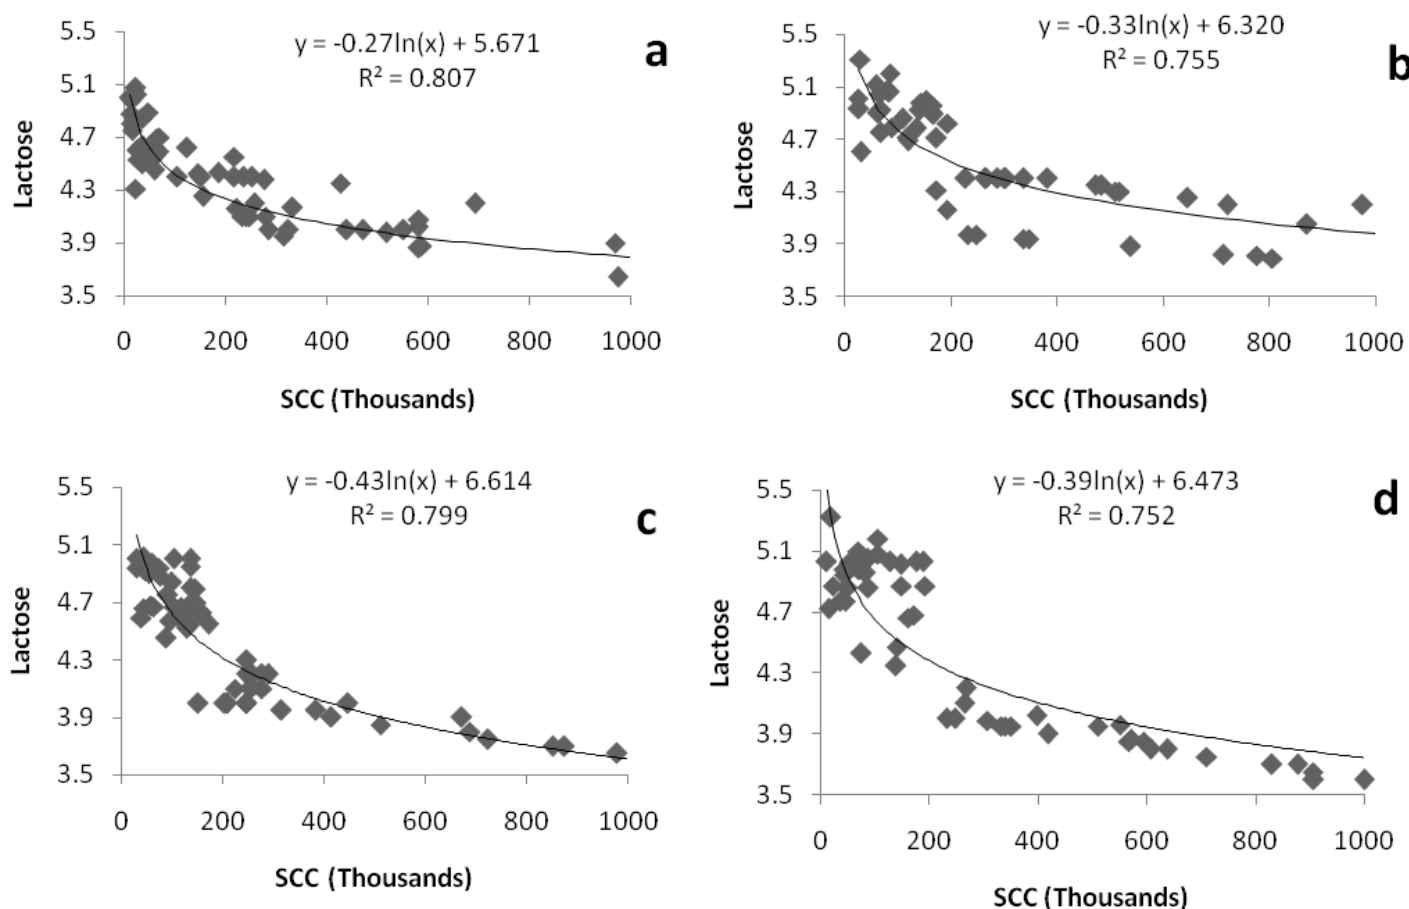 y = -0.27ln(x) + 5.671
R² = 0.807
a
Lactose
5.5
5.1
4.7
4.3
3.9
3.5
0 200 400 600 800 1000
SCC (Thousands)
y = -0.33ln(x) + 6.320
R² = 0.755
b
Lactose
5.5
5.1
4.7
4.3
3.9
3.5
0 200 400 600 800 1000
SCC (Thousands)
y = -0.43ln(x) + 6.614
R² = 0.799
c
Lactose
5.5
5.1
4.7
4.3
3.9
3.5
0 200 400 600 800 1000
SCC (Thousands)
y = -0.39ln(x) + 6.473
R² = 0.752
d
Lactose
5.5
5.1
4.7
4.3
3.9
3.5
0 200 400 600 800 1000
SCC (Thousands)